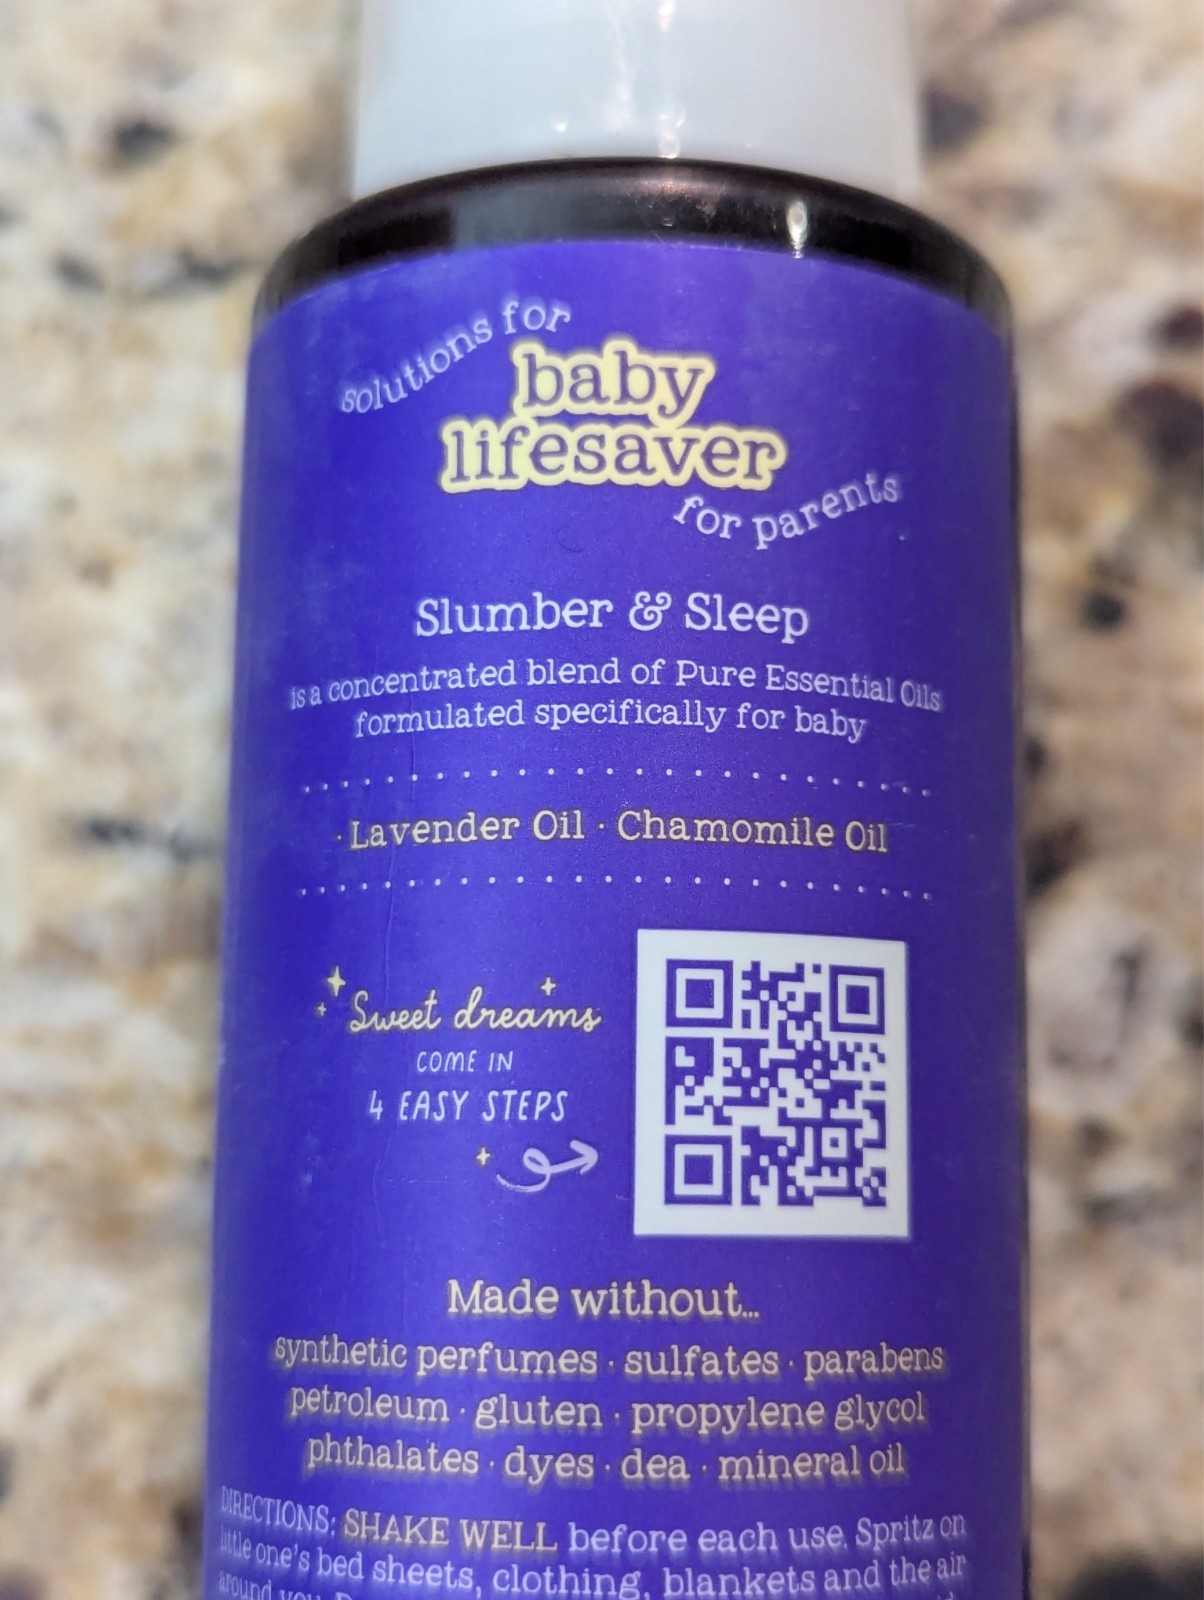 solutions for
baby
lifesaver
for parents
Slumber & Sleep
is a concentrated blend of Pure Essential Oils
formulated specifically for baby
· Lavender Oil · Chamomile Oil
Sweet dreams
COME IN
4 EASY STEPS
Made without...
synthetic perfumes · sulfates · parabens
petroleum · gluten · propylene glycol
phthalates · dyes · dea · mineral oil
DIRECTIONS: SHAKE WELL before each use. Spritz on
little one's bed sheets, clothing, blankets and the air
around you.